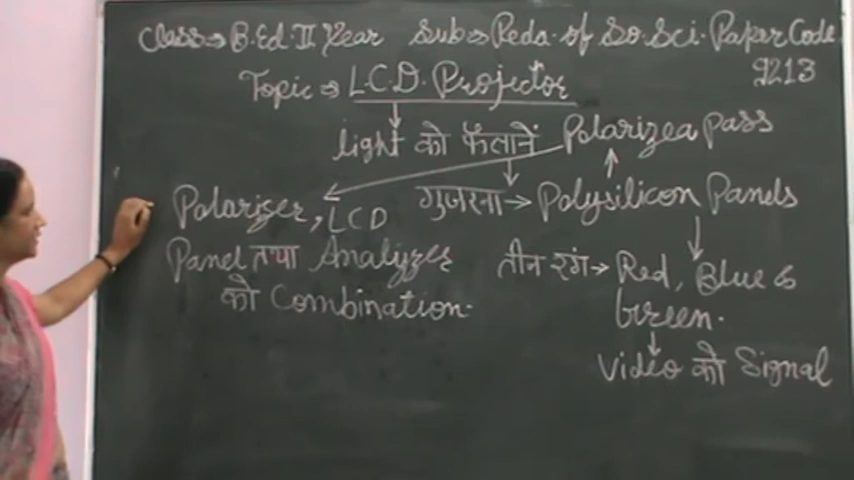 Class → B.Ed. II Year Sub → Peda. of So. Sci. Paper Code
9213
Topic → L.C.D. Projector
light को फैलाने Polarizea pass
Polariser, LCD गुजरना → Polysilicon Panels
Panel तथा Analyzer तीन रंग → Red, Blue &
को Combination. Green.
Video को Signal